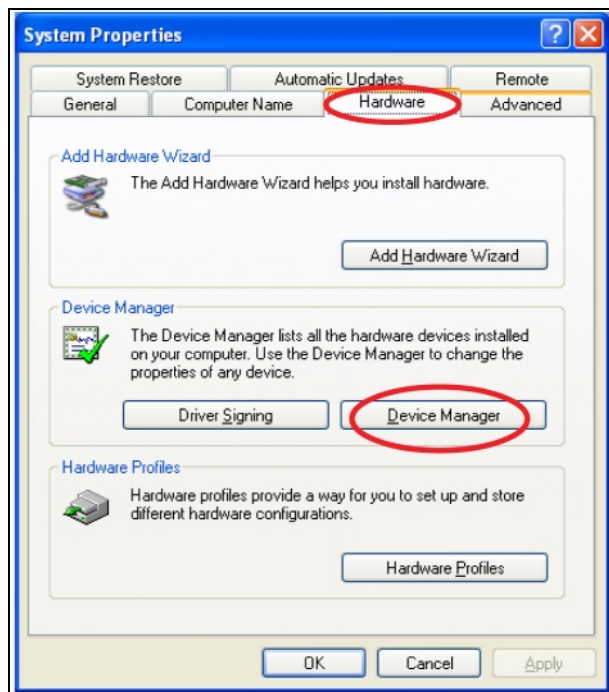 System Properties
System Restore Automatic Updates Remote
General Computer Name Hardware Advanced
Add Hardware Wizard
The Add Hardware Wizard helps you install hardware.
Add Hardware Wizard
Device Manager
The Device Manager lists all the hardware devices installed
on your computer. Use the Device Manager to change the
properties of any device.
Driver Signing Device Manager
Hardware Profiles
Hardware profiles provide a way for you to set up and store
different hardware configurations.
Hardware Profiles
OK Cancel Apply